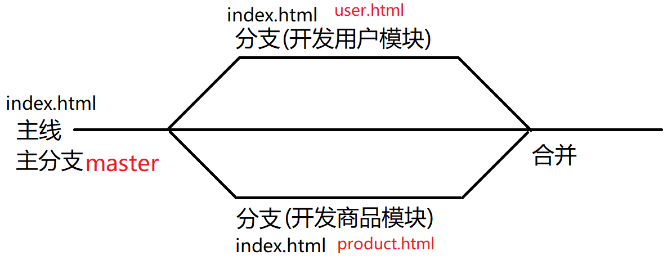 index.html user.html
分支(开发用户模块)
index.html
主线
主分支master
合并
分支(开发商品模块)
index.html product.html